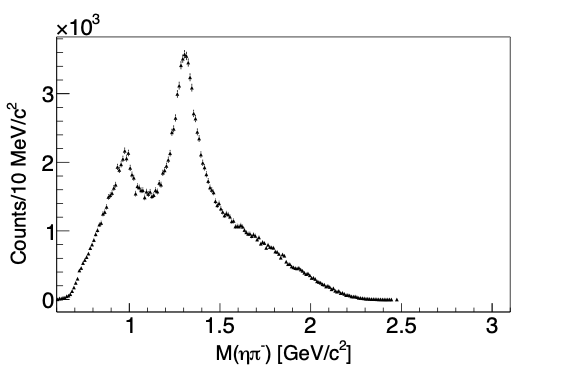 ×10³
3
2
1
0
Counts/10 MeV/c²
1 1.5 2 2.5 3
M(ηπ⁻) [GeV/c²]